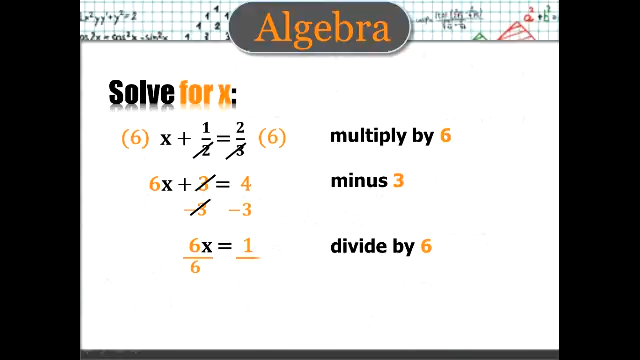 Algebra
Solve for x:
(6) x + 1/2 = 2/3 (6) multiply by 6
6x + 3 = 4 minus 3
−3 −3
6x = 1 divide by 6
6